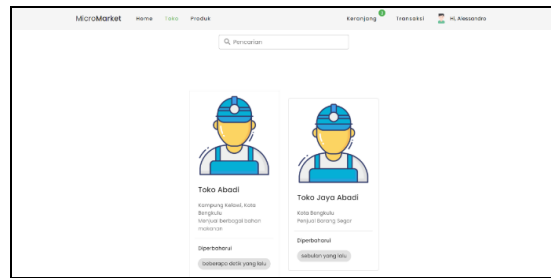 MicroMarket Home Toko Produk Keranjang Transaksi Hi, Alessandro
Pencarian
Toko Abadi
Kampung Kelawi, Kota
Bengkulu
Menjual berbagai bahan
makanan
Diperbaharui
beberapa detik yang lalu
Toko Jaya Abadi
Kota Bengkulu
Penjual Barang Segar
Diperbaharui
sebulan yang lalu